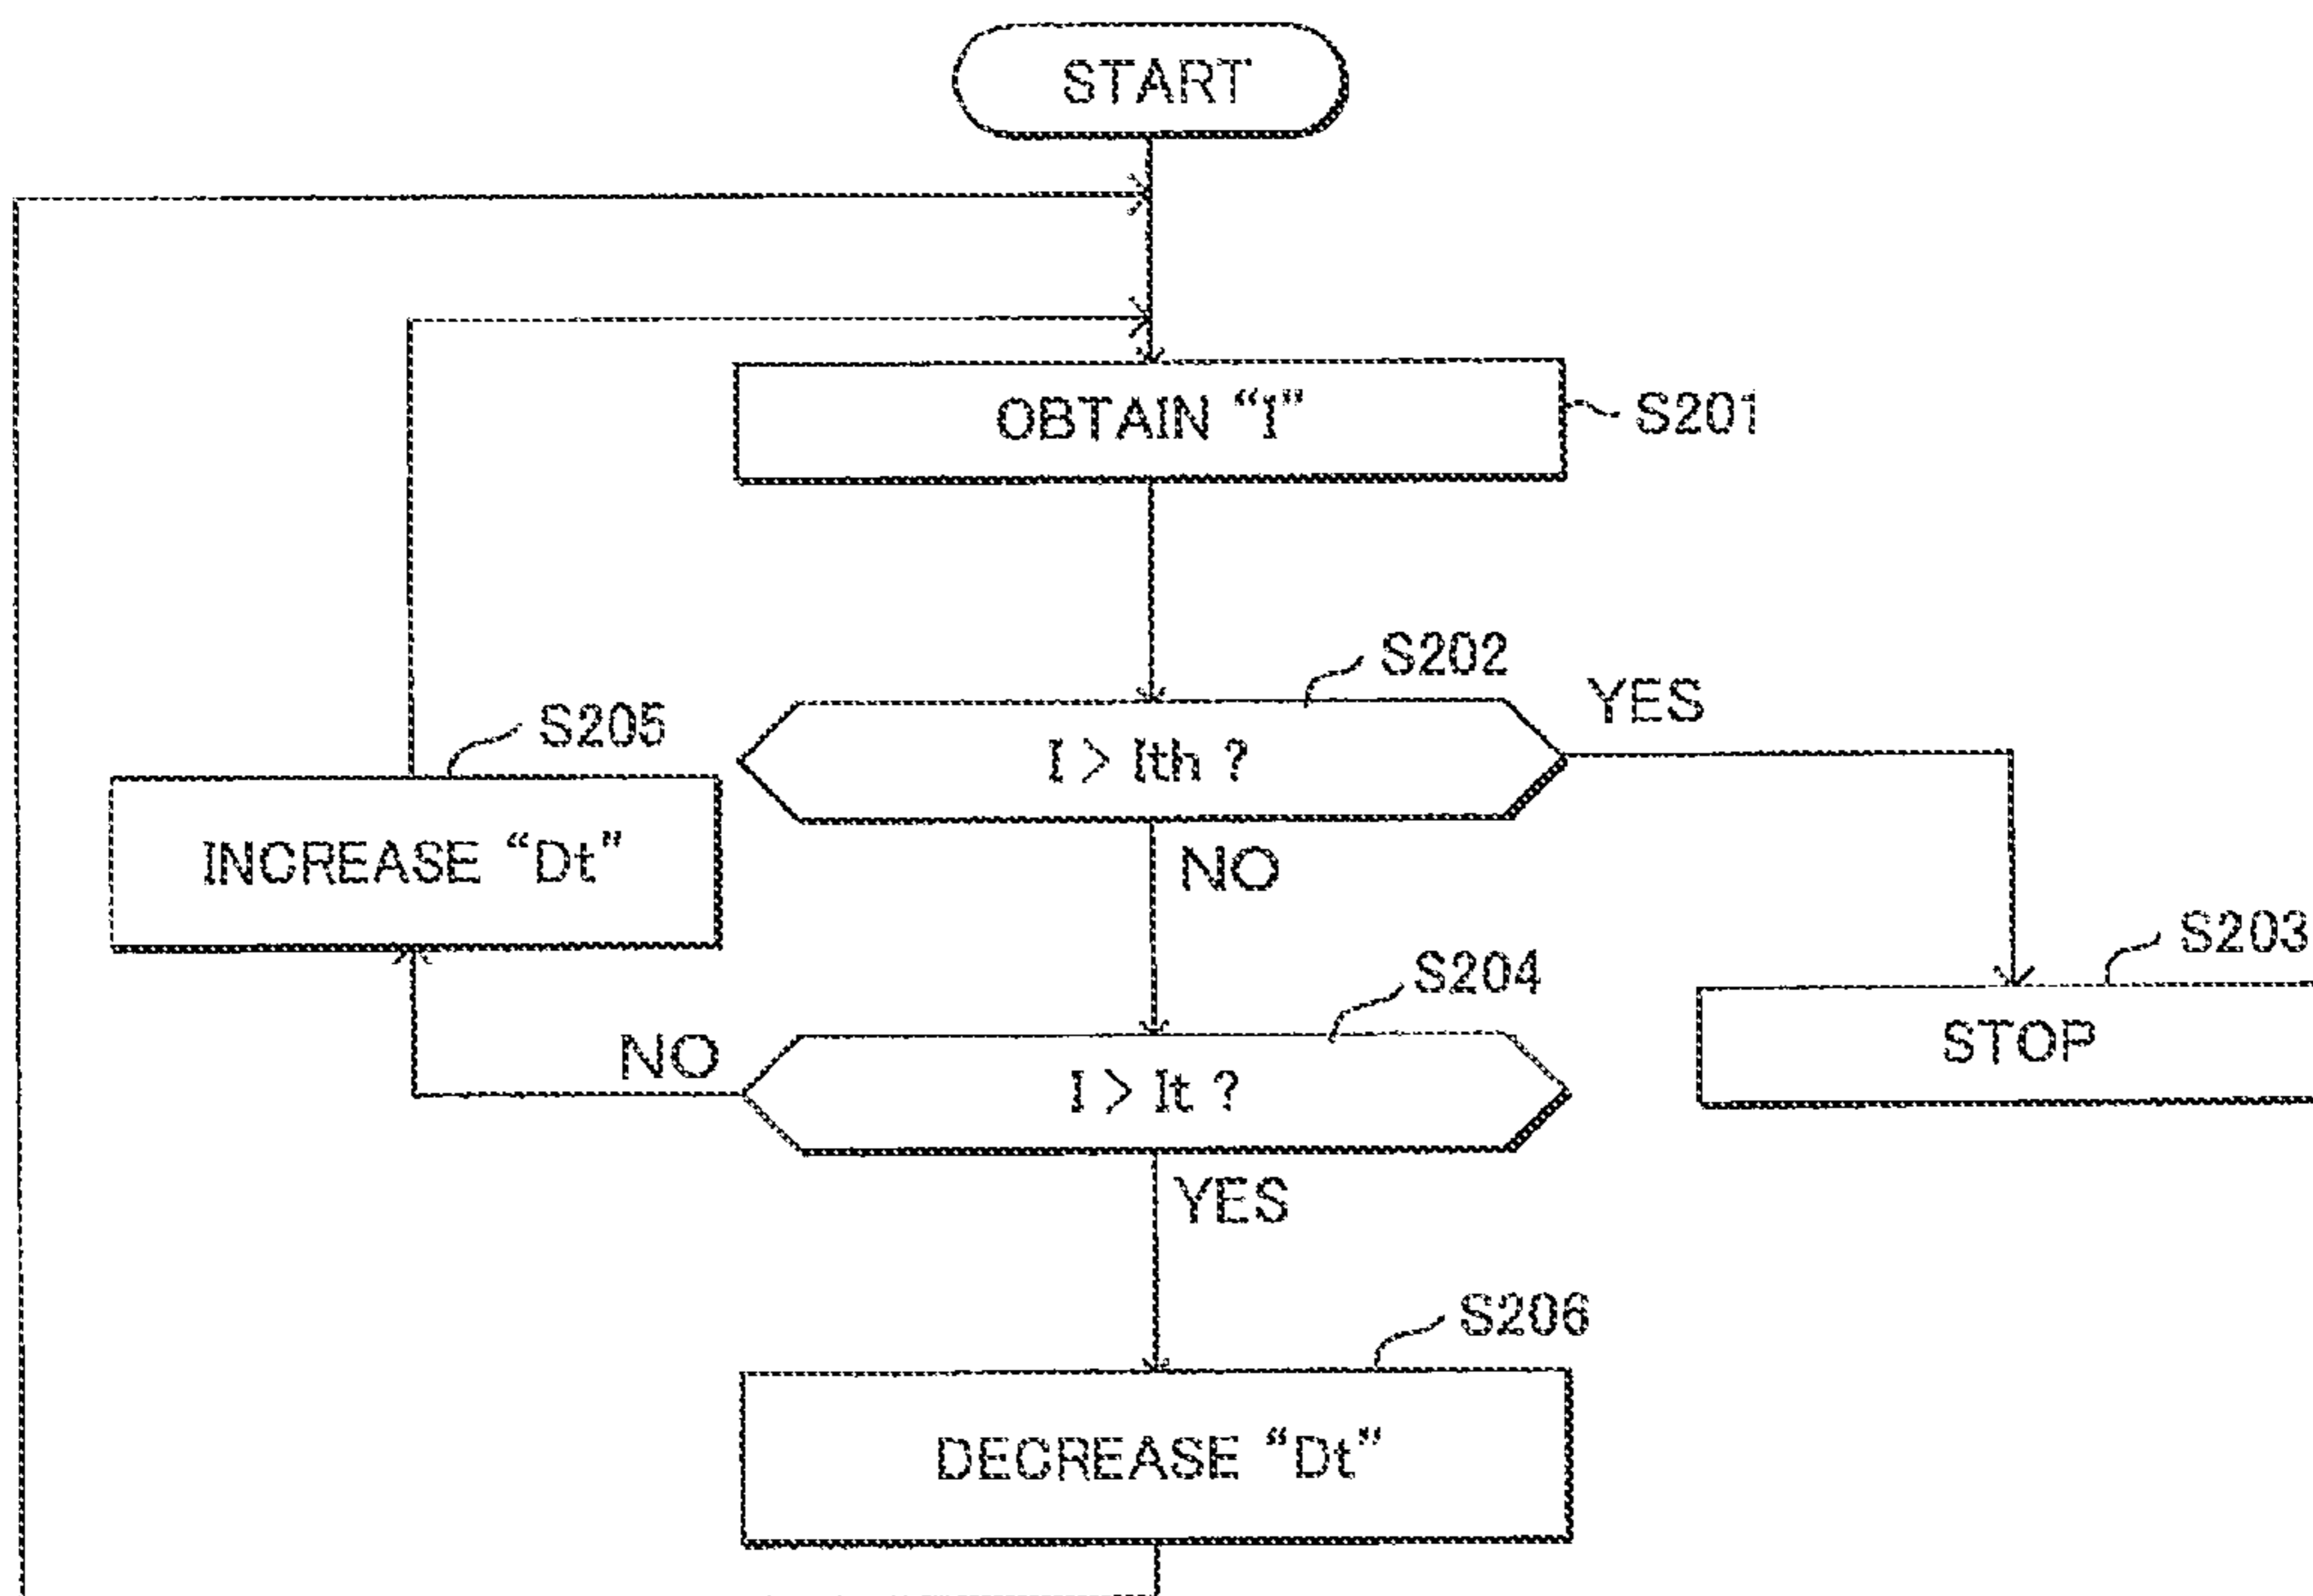 START
OBTAIN “I”
S201
S202
I > Ith ?
YES
NO
S205
INCREASE “Dt”
S203
STOP
S204
I > It ?
NO
YES
S206
DECREASE “Dt”